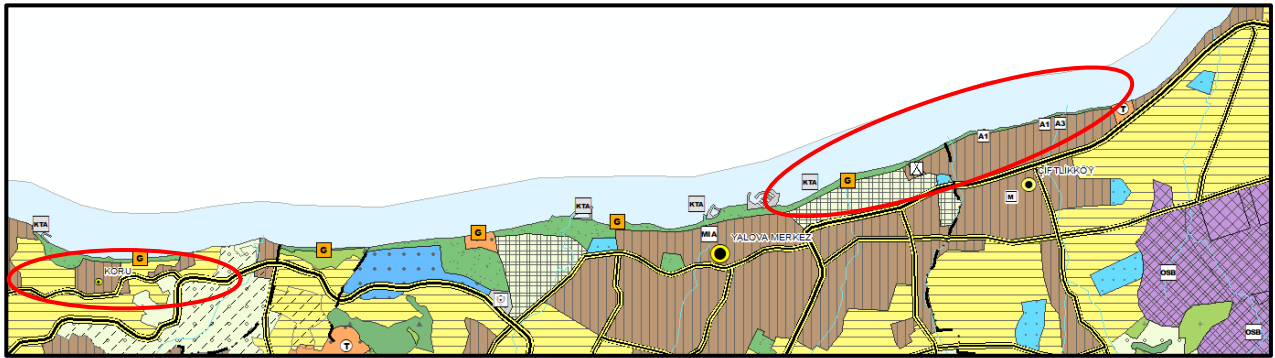 KTA
G
KORU
G
G
KTA
G
KTA
MİA
YALOVA MERKEZ
KTA
G
A1
A1
A3
T
ÇİFTLİKKÖY
M
OSB
OSB
T